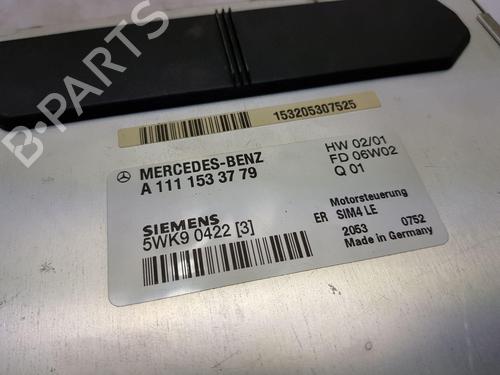 153205307525
MERCEDES-BENZ
A 111 153 37 79
HW 02/01
FD 06W02
Q 01
SIEMENS
5WK9 0422 [3]
Motorsteuerung
ER SIM4 LE
2053 0752
Made in Germany
B-PARTS